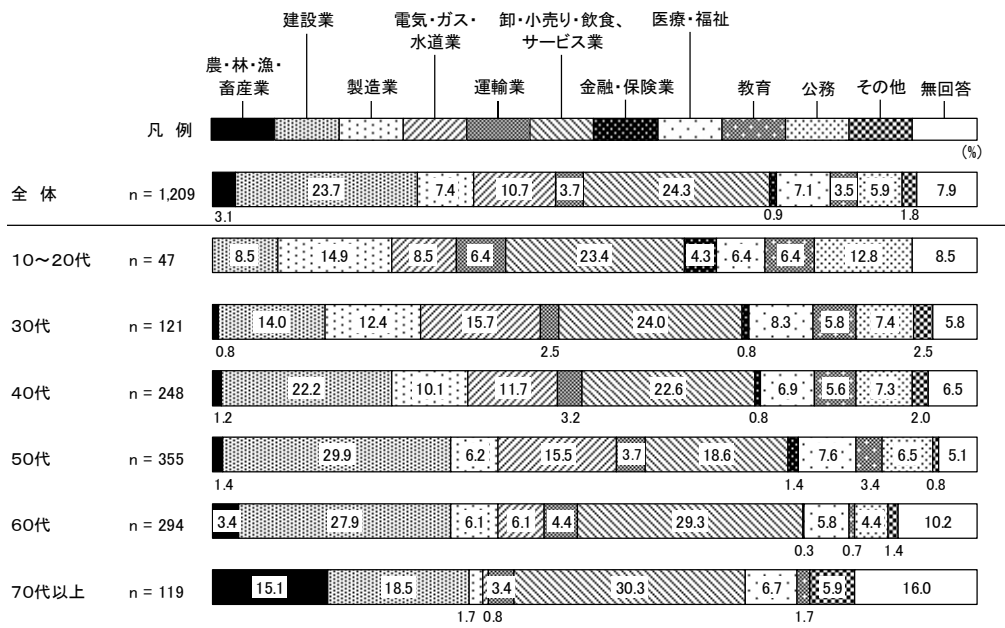 建設業
電気・ガス・
水道業
卸・小売り・飲食、
サービス業
医療・福祉
農・林・漁・
畜産業
製造業
運輸業
金融・保険業
教育
公務
その他
無回答
凡 例
(%)
全 体 n = 1,209 23.7 7.4 10.7 3.7 24.3 7.1 3.5 5.9 7.9
3.1 0.9 1.8
10～20代 n = 47 8.5 14.9 8.5 6.4 23.4 4.3 6.4 6.4 12.8 8.5
30代 n = 121 14.0 12.4 15.7 24.0 8.3 5.8 7.4 5.8
0.8 2.5 0.8 2.5
40代 n = 248 22.2 10.1 11.7 22.6 6.9 5.6 7.3 6.5
1.2 3.2 0.8 2.0
50代 n = 355 29.9 6.2 15.5 3.7 18.6 7.6 6.5 5.1
1.4 1.4 3.4 0.8
60代 n = 294 3.4 27.9 6.1 6.1 4.4 29.3 5.8 4.4 10.2
0.3 0.7 1.4
70代以上 n = 119 15.1 18.5 3.4 30.3 6.7 5.9 16.0
1.7 0.8 1.7